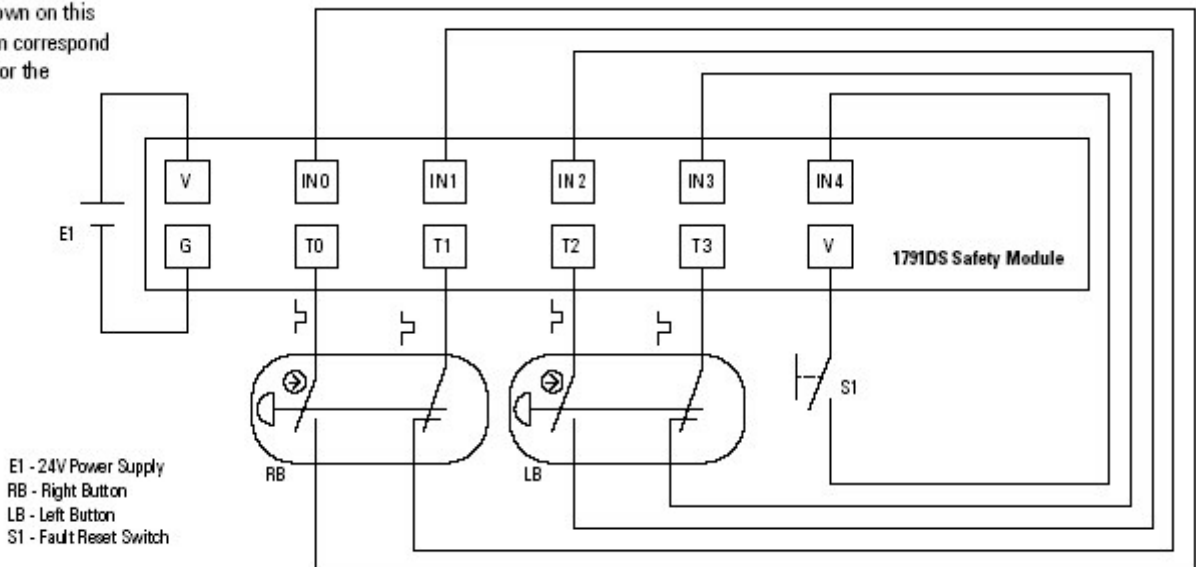 own on this
n correspond
or the
V IN0 IN1 IN2 IN3 IN4
E1 G T0 T1 T2 T3 V 1791DS Safety Module
S1
RB LB
E1 - 24V Power Supply
RB - Right Button
LB - Left Button
S1 - Fault Reset Switch